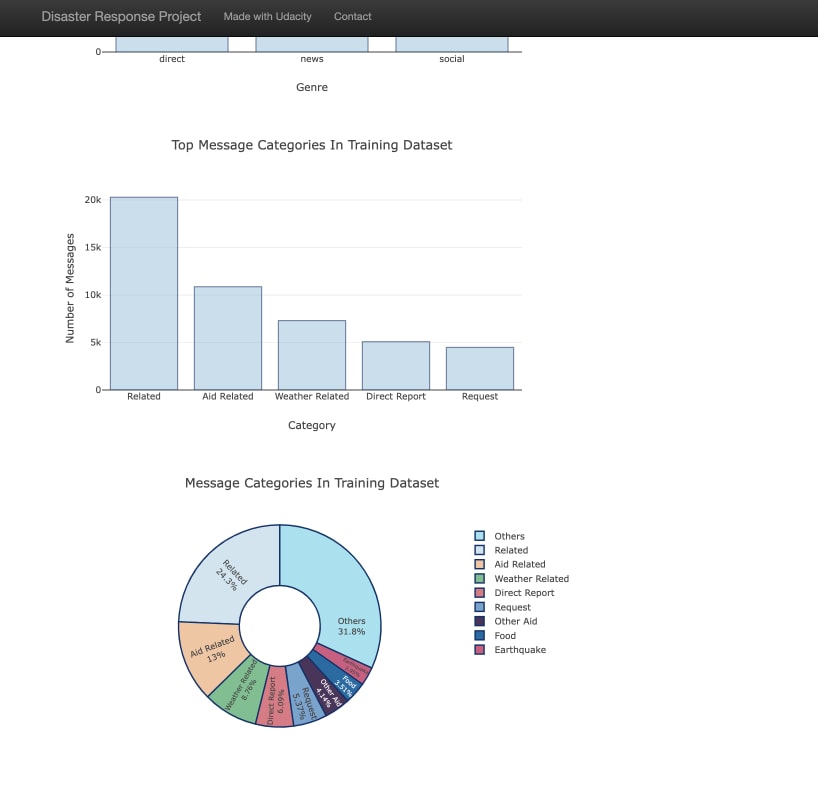 Disaster Response Project Made with Udacity Contact
0
direct news social
Genre
Top Message Categories In Training Dataset
20k
15k
10k
5k
0
Number of Messages
Related Aid Related Weather Related Direct Report Request
Category
Message Categories In Training Dataset
Others
31.8%
Related
24.3%
Aid Related
13%
Weather Related
8.76%
Direct Report
6.09%
Request
5.37%
Other Aid
4.14%
Food
3.51%
Earthquake
Others
Related
Aid Related
Weather Related
Direct Report
Request
Other Aid
Food
Earthquake